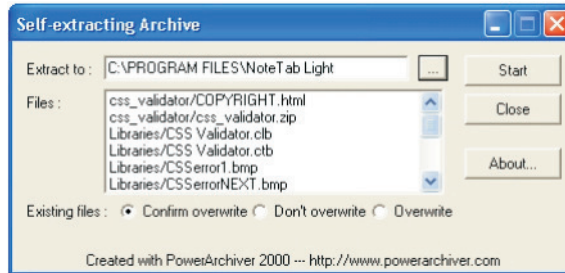 Self-extracting Archive
Extract to : C:\PROGRAM FILES\NoteTab Light ... Start
Files : css_validator/COPYRIGHT.html
css_validator/css_validator.zip
Libraries/CSS Validator.clb
Libraries/CSS Validator.ctb
Libraries/CSSerror1.bmp
Libraries/CSSerrorNEXT.bmp
Close
About...
Existing files : Confirm overwrite Don't overwrite Overwrite
Created with PowerArchiver 2000 --- http://www.powerarchiver.com